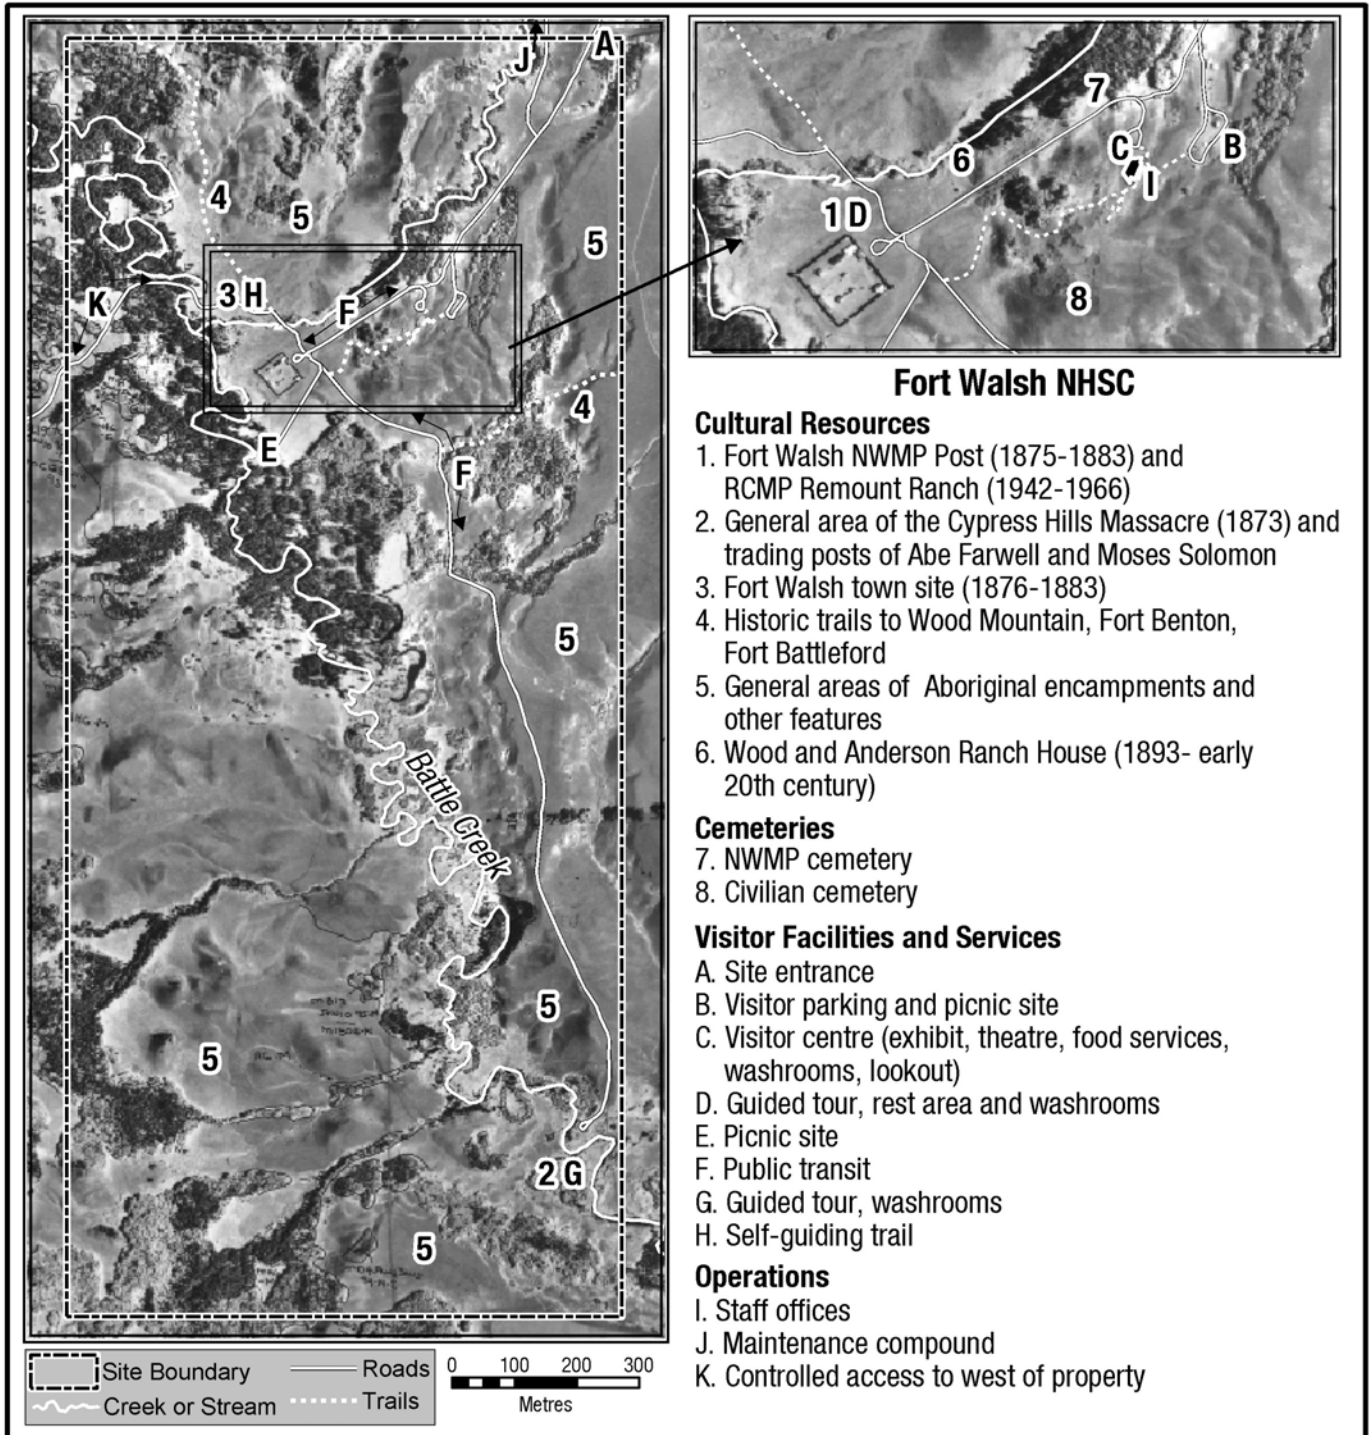 J
A
4
5
5
K
3 H
F
4
E
F
5
Battle Creek
5
5
2 G
5
7
C
B
6
I
1 D
8
Fort Walsh NHSC
Cultural Resources
1. Fort Walsh NWMP Post (1875-1883) and
RCMP Remount Ranch (1942-1966)
2. General area of the Cypress Hills Massacre (1873) and
trading posts of Abe Farwell and Moses Solomon
3. Fort Walsh town site (1876-1883)
4. Historic trails to Wood Mountain, Fort Benton,
Fort Battleford
5. General areas of Aboriginal encampments and
other features
6. Wood and Anderson Ranch House (1893- early
20th century)
Cemeteries
7. NWMP cemetery
8. Civilian cemetery
Visitor Facilities and Services
A. Site entrance
B. Visitor parking and picnic site
C. Visitor centre (exhibit, theatre, food services,
washrooms, lookout)
D. Guided tour, rest area and washrooms
E. Picnic site
F. Public transit
G. Guided tour, washrooms
H. Self-guiding trail
Operations
I. Staff offices
J. Maintenance compound
K. Controlled access to west of property
Site Boundary
Roads
Creek or Stream
Trails
0 100 200 300
Metres